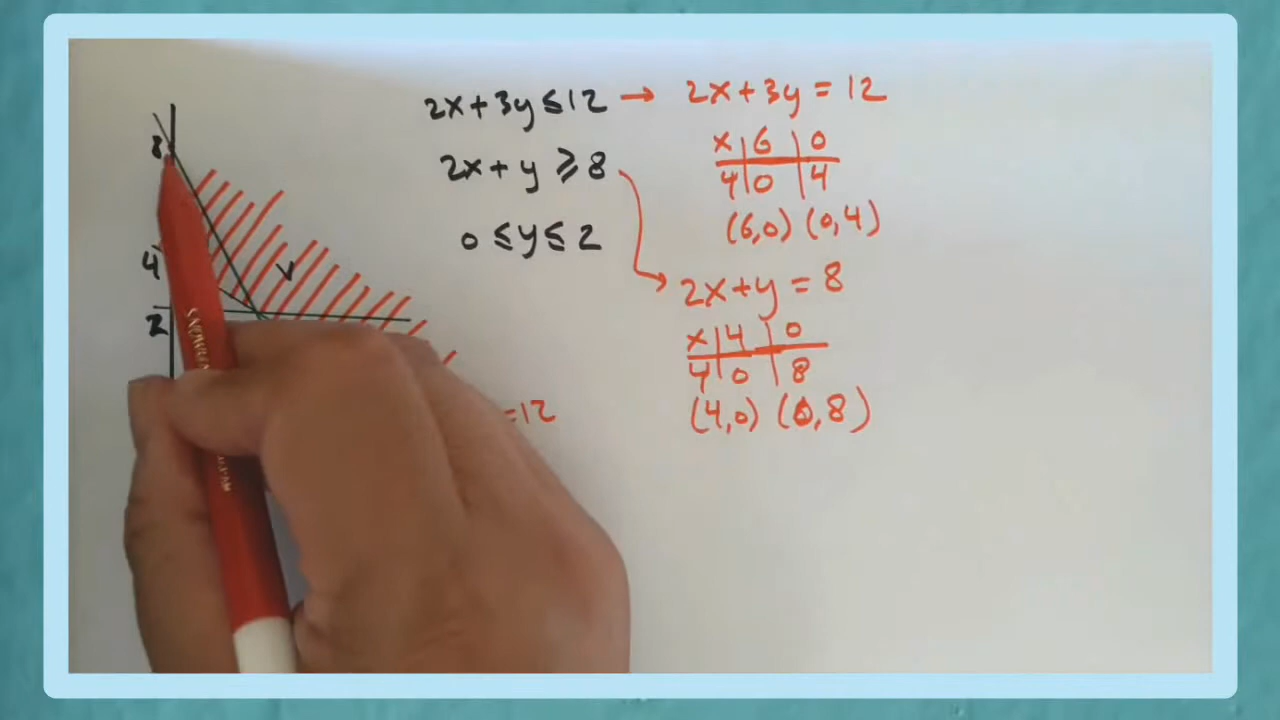 2x+3y≤12 → 2x+3y=12
x | 6 | 0
y | 0 | 4
(6,0) (0,4)
2x+y≥8
0≤y≤2
2x+y=8
x | 4 | 0
y | 0 | 8
(4,0) (0,8)
8
4
V
2
=12